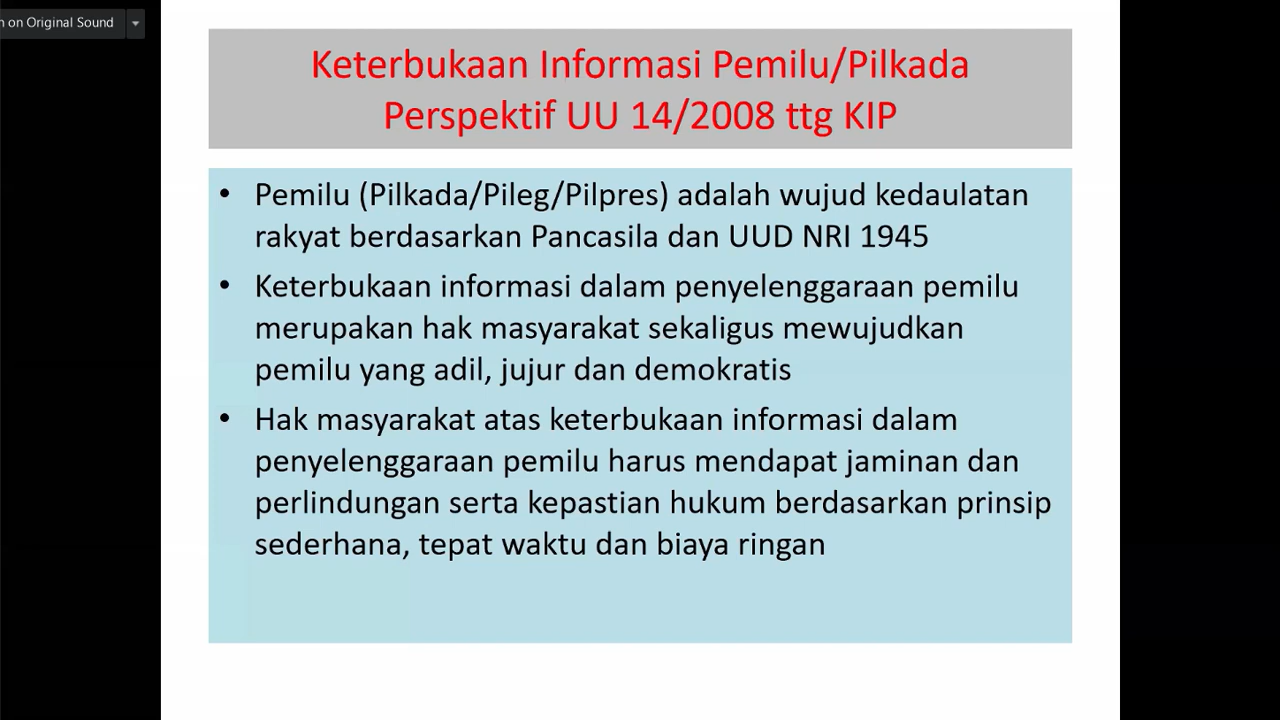 on Original Sound
Keterbukaan Informasi Pemilu/Pilkada
Perspektif UU 14/2008 ttg KIP
• Pemilu (Pilkada/Pileg/Pilpres) adalah wujud kedaulatan
rakyat berdasarkan Pancasila dan UUD NRI 1945
• Keterbukaan informasi dalam penyelenggaraan pemilu
merupakan hak masyarakat sekaligus mewujudkan
pemilu yang adil, jujur dan demokratis
• Hak masyarakat atas keterbukaan informasi dalam
penyelenggaraan pemilu harus mendapat jaminan dan
perlindungan serta kepastian hukum berdasarkan prinsip
sederhana, tepat waktu dan biaya ringan